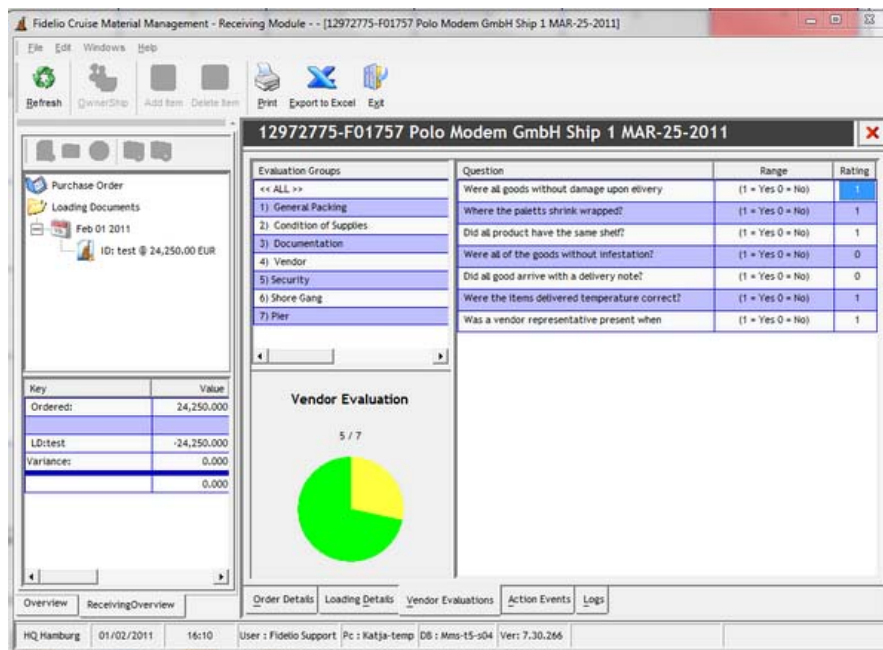 Fidelio Cruise Material Management - Receiving Module - - [12972775-F01757 Polo Modem GmbH Ship 1 MAR-25-2011]
File Edit Windows Help
Refresh OwnerShip Add Item Delete Item Print Export to Excel Exit
12972775-F01757 Polo Modem GmbH Ship 1 MAR-25-2011
Purchase Order
Loading Documents
Feb 01 2011
ID: test @ 24,250.00 EUR
Key Value
Ordered: 24,250.000
LD:test -24,250.000
Variance: 0.000
0.000
Overview ReceivingOverview
Evaluation Groups
<< ALL >>
1) General Packing
2) Condition of Supplies
3) Documentation
4) Vendor
5) Security
6) Shore Gang
7) Pier
Vendor Evaluation
5 / 7
Question Range Rating
Were all goods without damage upon elivery (1 = Yes 0 = No) 1
Where the paletts shrink wrapped? (1 = Yes 0 = No) 1
Did all product have the same shelf? (1 = Yes 0 = No) 1
Were all of the goods without infestation? (1 = Yes 0 = No) 0
Did all good arrive with a delivery note? (1 = Yes 0 = No) 0
Were the items delivered temperature correct? (1 = Yes 0 = No) 1
Was a vendor representative present when (1 = Yes 0 = No) 1
Order Details Loading Details Vendor Evaluations Action Events Logs
HQ Hamburg 01/02/2011 16:10 User : Fidelio Support Pc : Katja-temp DB : Mms-t5-s04 Ver: 7.30.266